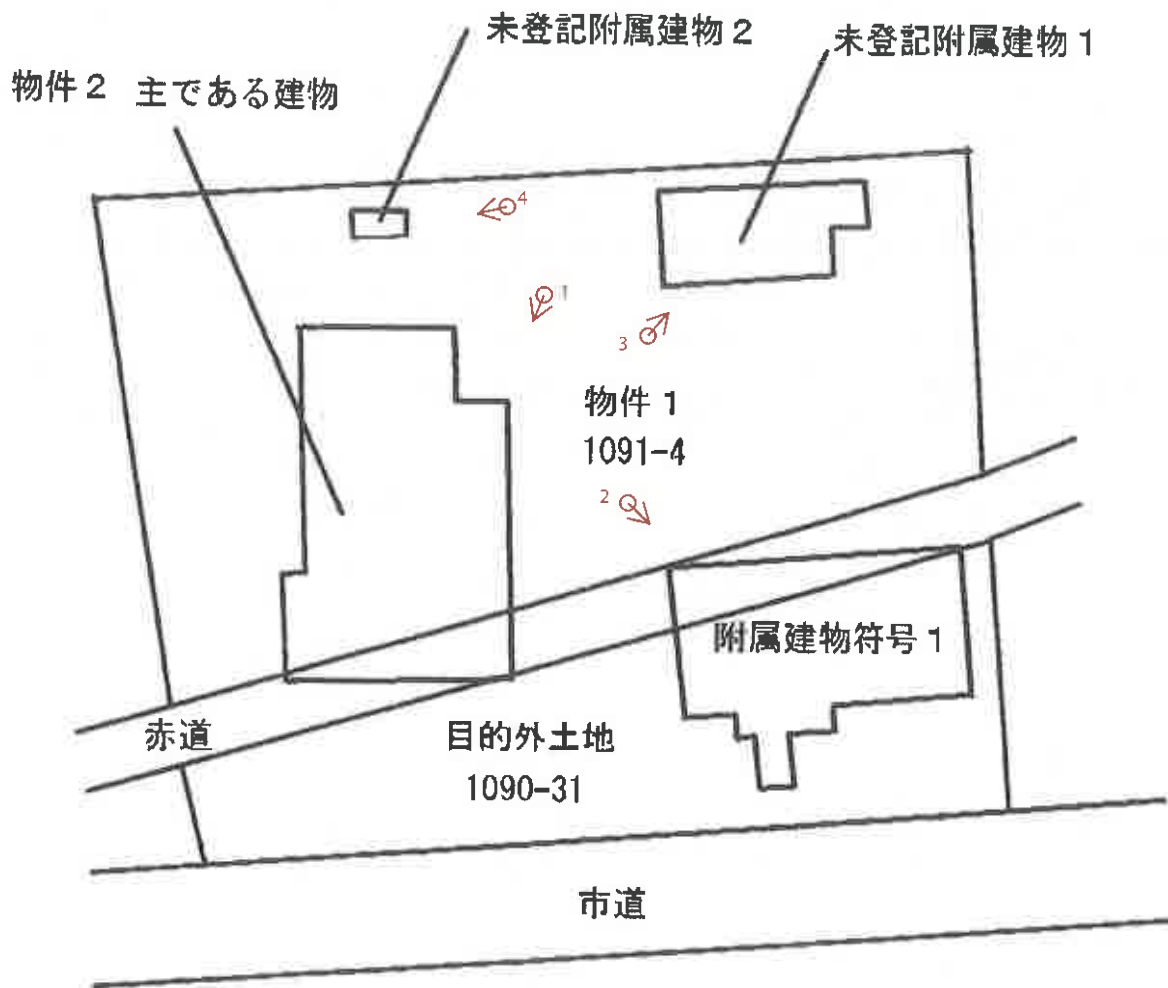 未登記附属建物２
未登記附属建物１
物件２ 主である建物
4
1
3
物件１
1091-4
2
附属建物符号１
赤道
目的外土地
1090-31
市道